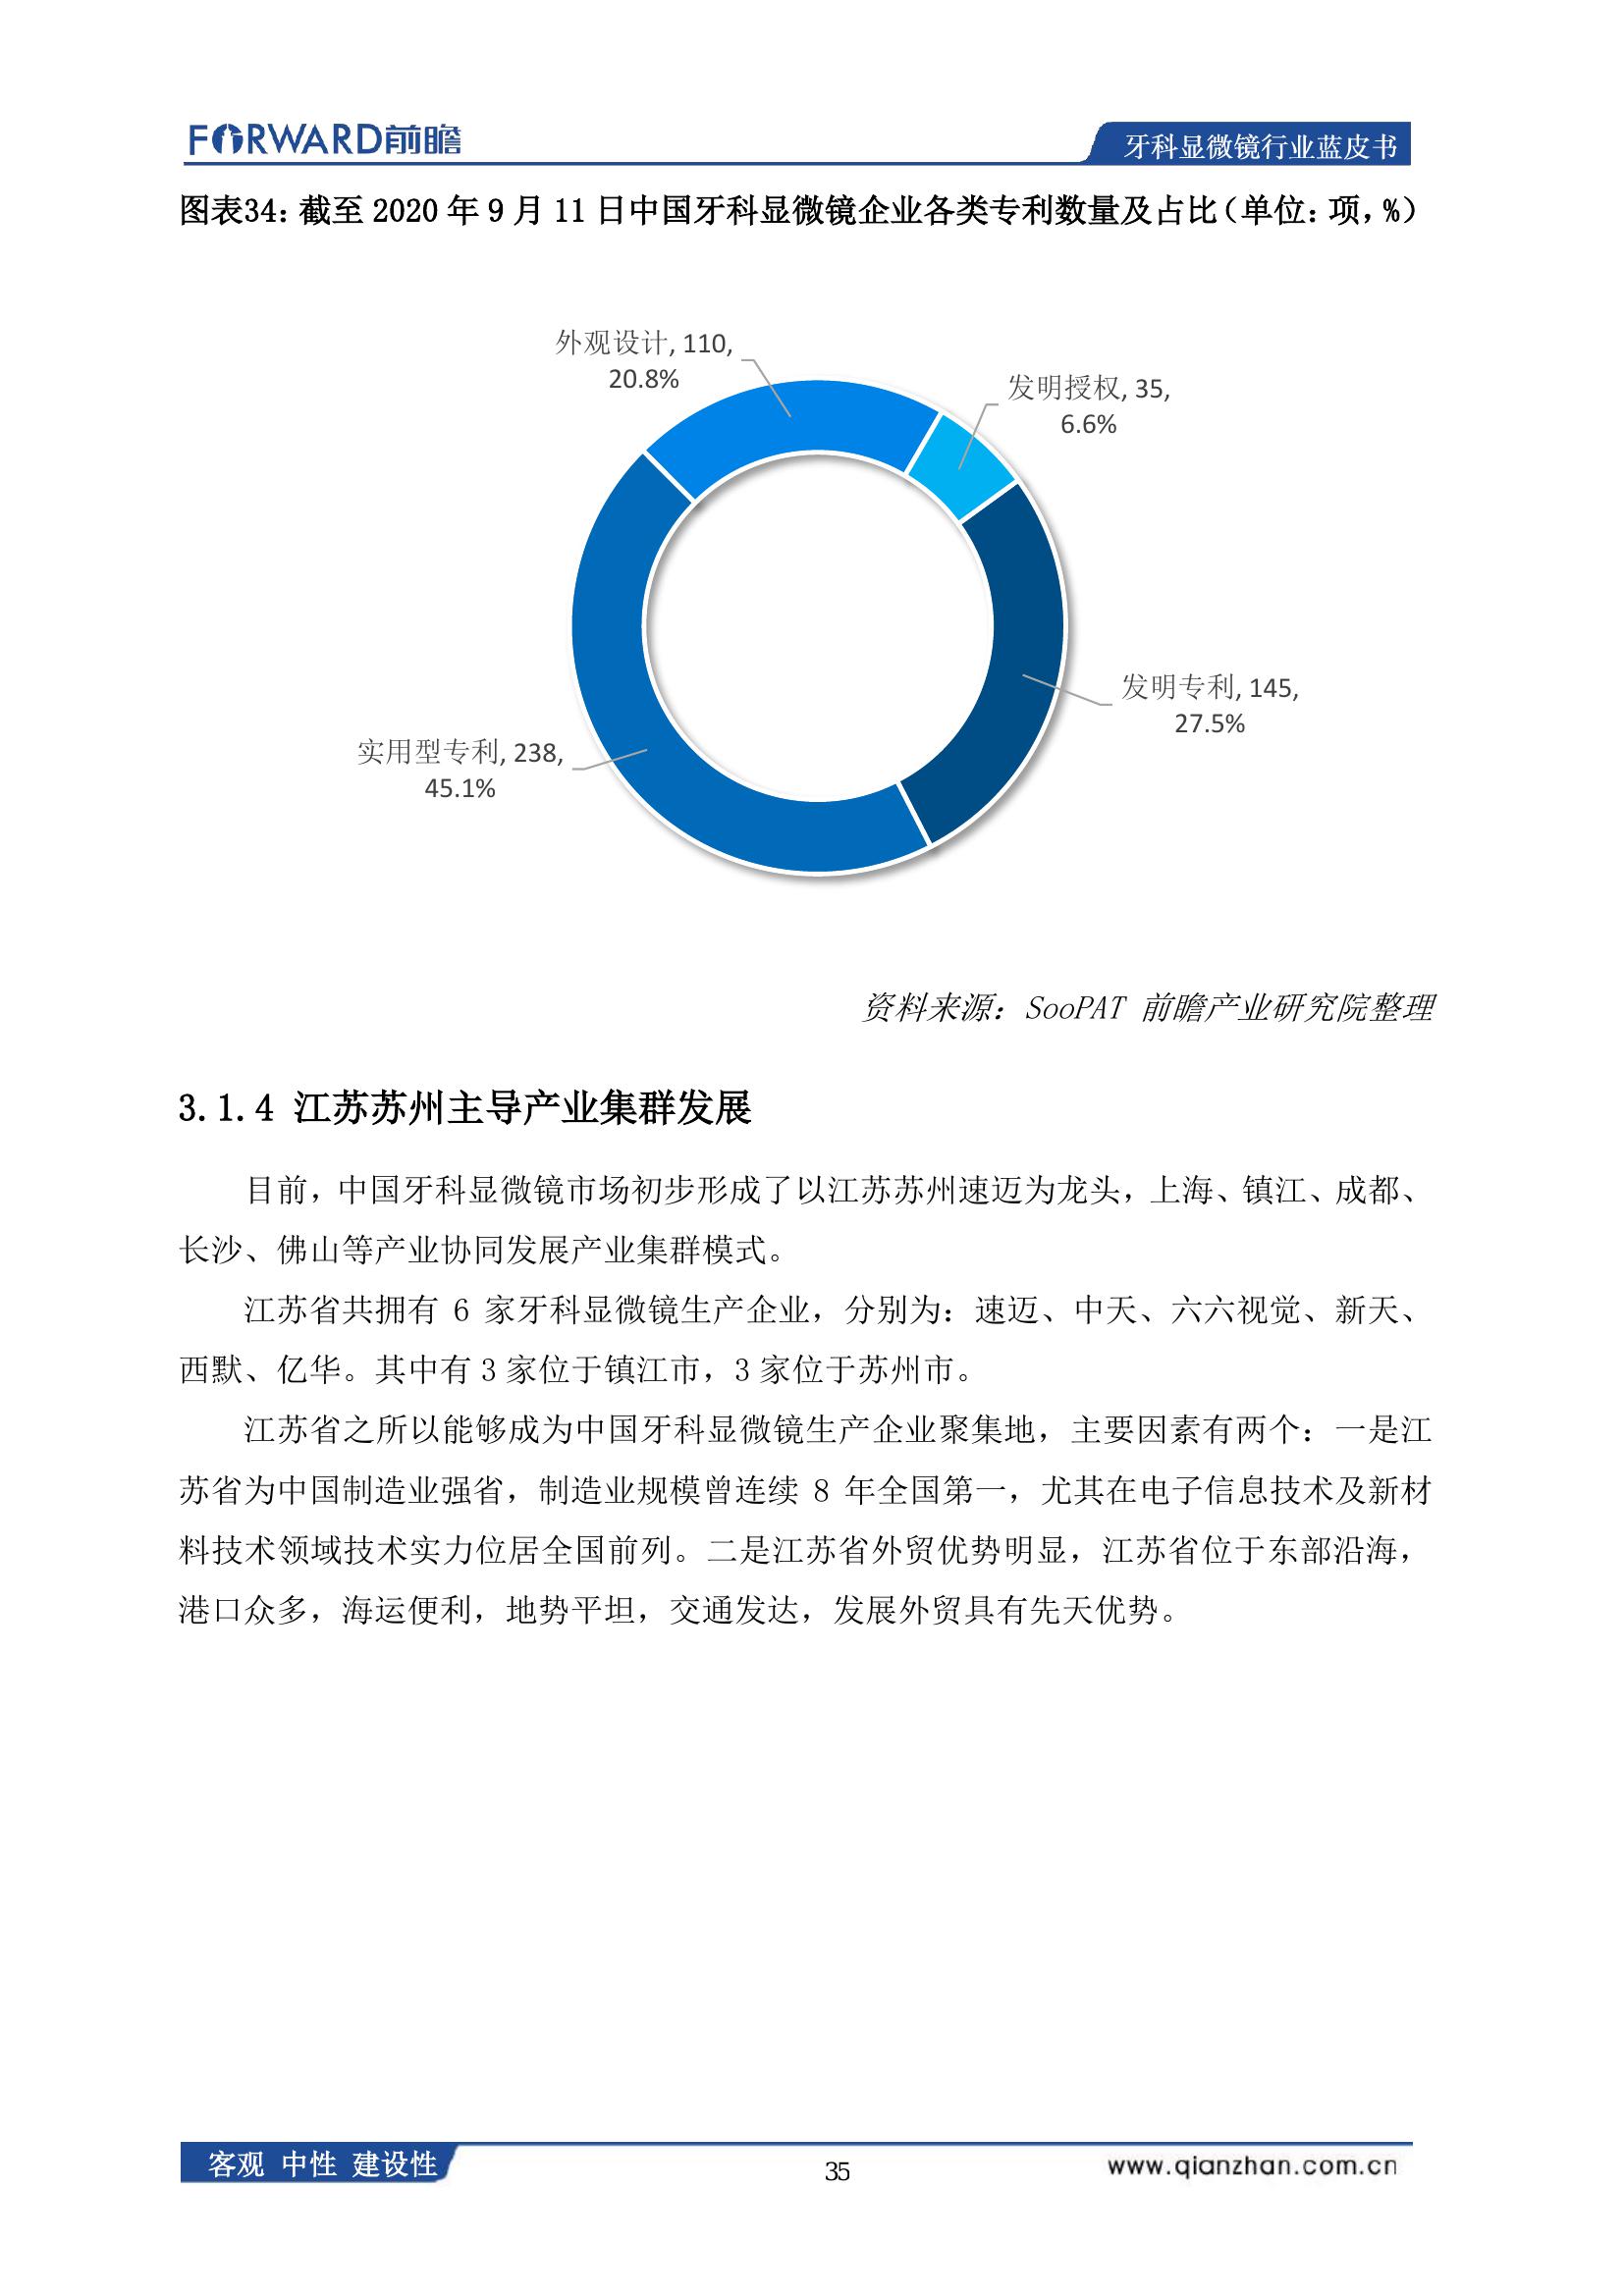 FORWARD前瞻
牙科显微镜行业蓝皮书
图表34：截至 2020 年 9 月 11 日中国牙科显微镜企业各类专利数量及占比（单位：项，%）
外观设计, 110,
20.8%
发明授权, 35,
6.6%
发明专利, 145,
27.5%
实用型专利, 238,
45.1%
资料来源：SooPAT 前瞻产业研究院整理
3.1.4 江苏苏州主导产业集群发展
目前，中国牙科显微镜市场初步形成了以江苏苏州速迈为龙头，上海、镇江、成都、
长沙、佛山等产业协同发展产业集群模式。
江苏省共拥有 6 家牙科显微镜生产企业，分别为：速迈、中天、六六视觉、新天、
西默、亿华。其中有 3 家位于镇江市，3 家位于苏州市。
江苏省之所以能够成为中国牙科显微镜生产企业聚集地，主要因素有两个：一是江
苏省为中国制造业强省，制造业规模曾连续 8 年全国第一，尤其在电子信息技术及新材
料技术领域技术实力位居全国前列。二是江苏省外贸优势明显，江苏省位于东部沿海，
港口众多，海运便利，地势平坦，交通发达，发展外贸具有先天优势。
客观 中性 建设性
35
www.qianzhan.com.cn